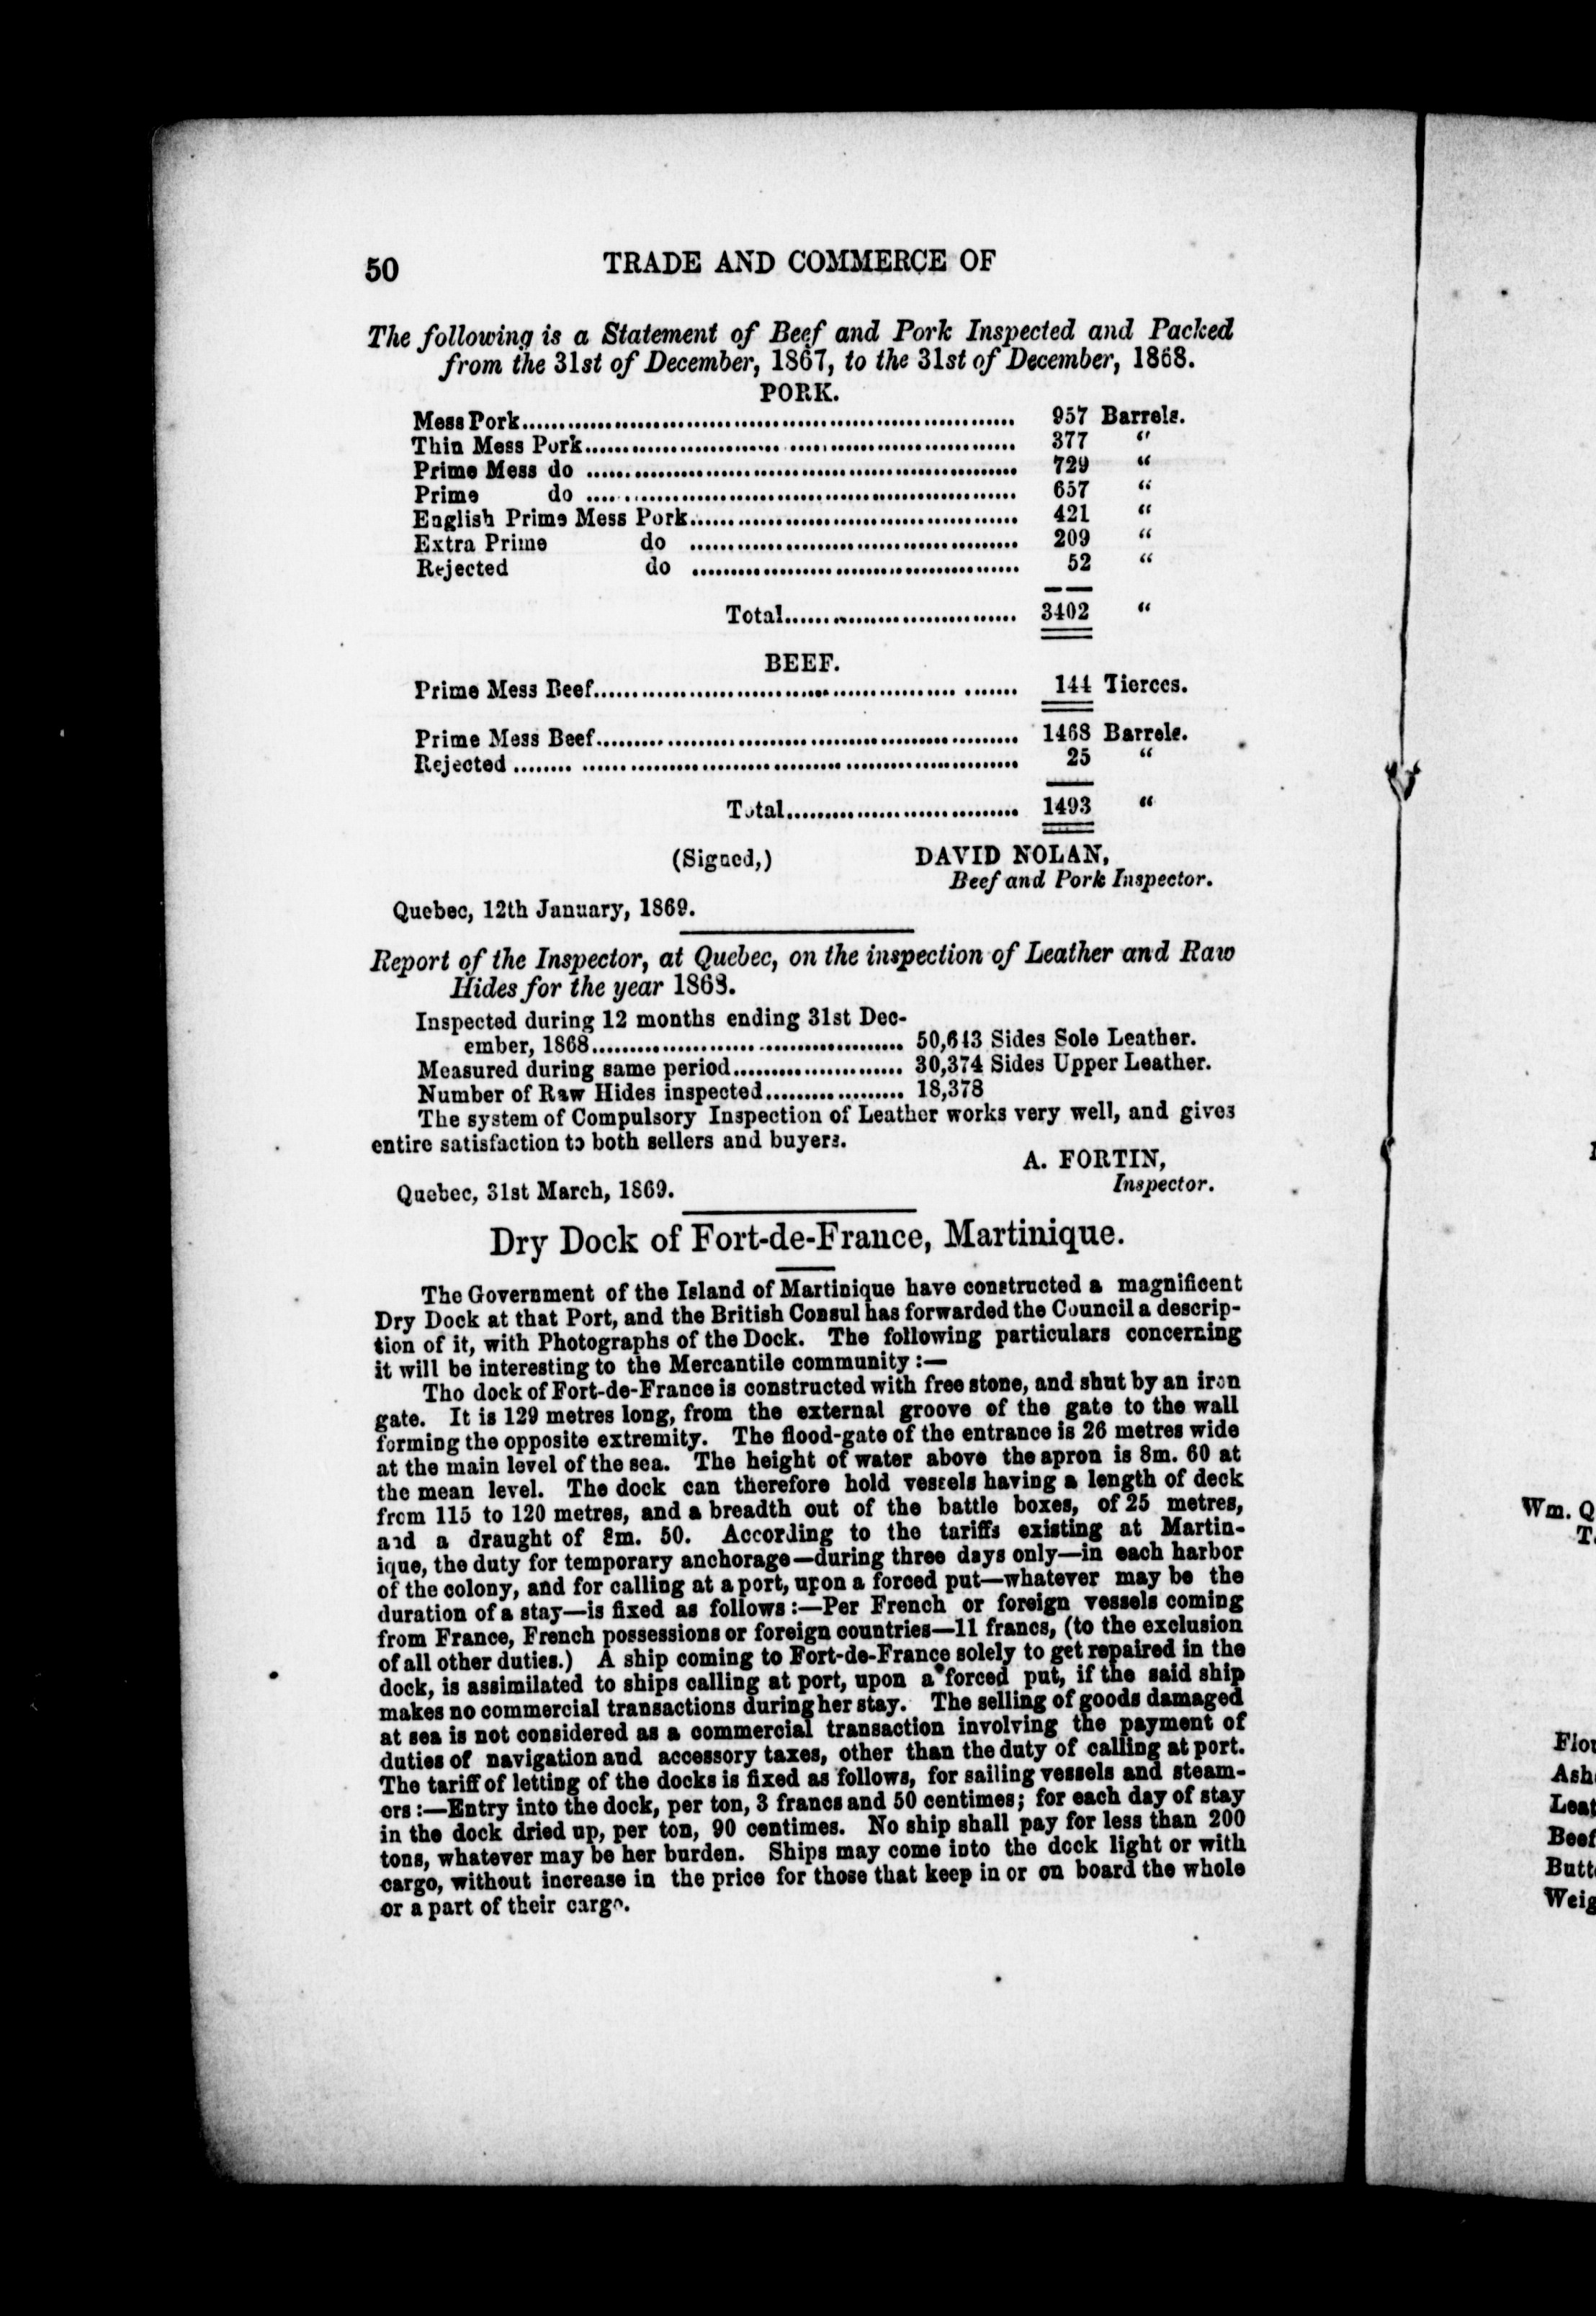 50 TRADE AND COMMERCE OF
The following is a Statement of Beef and Pork Inspected and Packed
from the 31st of December, 1867, to the 31st of December, 1868.
PORK.
Mess Pork........ 957 Barrels.
Thin Mess Pork........ 377 "
Prime Mess do ........ 729 "
Prime do ........ 657 "
English Prime Mess Pork........ 421 "
Extra Prime do ........ 209 "
Rejected do ........ 52 "
Total........ 3402 "
BEEF.
Prime Mess Beef........ 144 Tierces.
Prime Mess Beef........ 1468 Barrels.
Rejected ........ 25 "
Total........ 1493 "
(Signed,) DAVID NOLAN,
Beef and Pork Inspector.
Quebec, 12th January, 1869.
Report of the Inspector, at Quebec, on the inspection of Leather and Raw
Hides for the year 1868.
Inspected during 12 months ending 31st Dec-
ember, 1868........ 50,643 Sides Sole Leather.
Measured during same period........ 30,374 Sides Upper Leather.
Number of Raw Hides inspected........ 18,378
The system of Compulsory Inspection of Leather works very well, and gives
entire satisfaction to both sellers and buyers.
A. FORTIN,
Inspector.
Quebec, 31st March, 1869.
Dry Dock of Fort-de-France, Martinique.
The Government of the Island of Martinique have constructed a magnificent
Dry Dock at that Port, and the British Consul has forwarded the Council a descrip-
tion of it, with Photographs of the Dock. The following particulars concerning
it will be interesting to the Mercantile community :—
The dock of Fort-de-France is constructed with free stone, and shut by an iron
gate. It is 129 metres long, from the external groove of the gate to the wall
forming the opposite extremity. The flood-gate of the entrance is 26 metres wide
at the main level of the sea. The height of water above the apron is 8m. 60 at
the mean level. The dock can therefore hold vessels having a length of deck
from 115 to 120 metres, and a breadth out of the battle boxes, of 25 metres,
and a draught of 8m. 50. According to the tariffs existing at Martin-
ique, the duty for temporary anchorage—during three days only—in each harbor
of the colony, and for calling at a port, upon a forced put—whatever may be the
duration of a stay—is fixed as follows :—Per French or foreign vessels coming
from France, French possessions or foreign countries—11 francs, (to the exclusion
of all other duties.) A ship coming to Fort-de-France solely to get repaired in the
dock, is assimilated to ships calling at port, upon a forced put, if the said ship
makes no commercial transactions during her stay. The selling of goods damaged
at sea is not considered as a commercial transaction involving the payment of
duties of navigation and accessory taxes, other than the duty of calling at port.
The tariff of letting of the docks is fixed as follows, for sailing vessels and steam-
ers :—Entry into the dock, per ton, 3 francs and 50 centimes; for each day of stay
in the dock dried up, per ton, 90 centimes. No ship shall pay for less than 200
tons, whatever may be her burden. Ships may come into the dock light or with
cargo, without increase in the price for those that keep in or on board the whole
or a part of their cargo.
Wm. Q
Ash
Beef
Butt
Weig